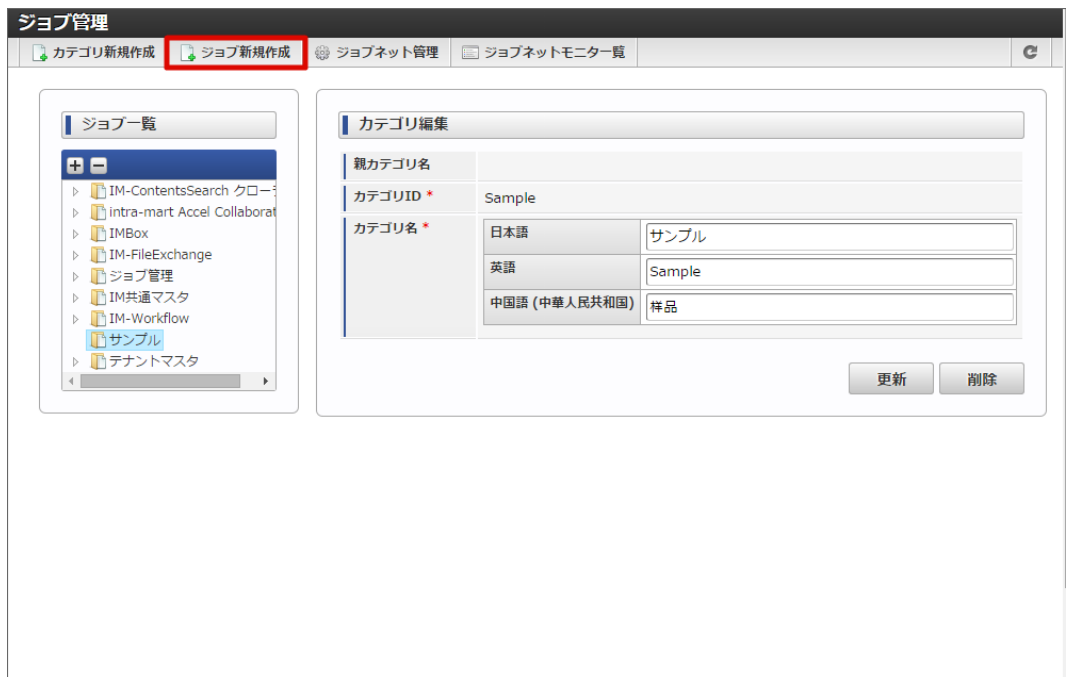 ジョブ管理
カテゴリ新規作成 ジョブ新規作成 ジョブネット管理 ジョブネットモニタ一覧
ジョブ一覧
IM-ContentsSearch クロー
intra-mart Accel Collaborat
IMBox
IM-FileExchange
ジョブ管理
IM共通マスタ
IM-Workflow
サンプル
テナントマスタ
カテゴリ編集
親カテゴリ名
カテゴリID * Sample
カテゴリ名 * 日本語 サンプル
英語 Sample
中国語 (中華人民共和国) 样品
更新 削除